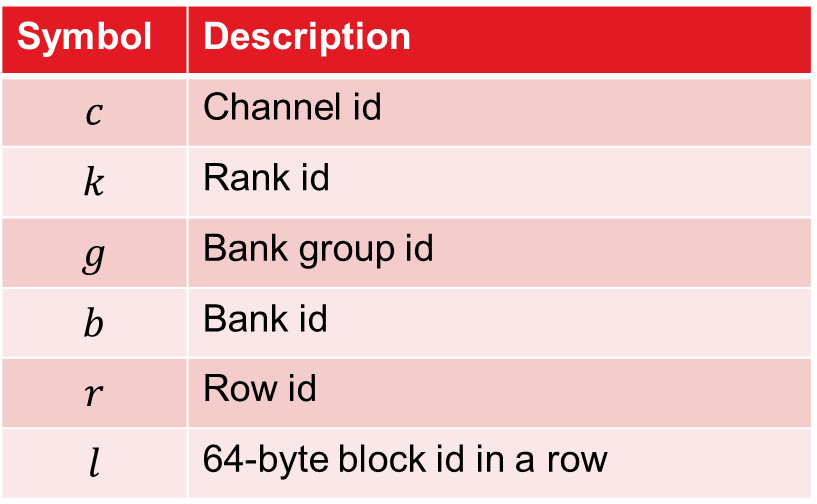 Symbol Description
c Channel id
k Rank id
g Bank group id
b Bank id
r Row id
l 64-byte block id in a row